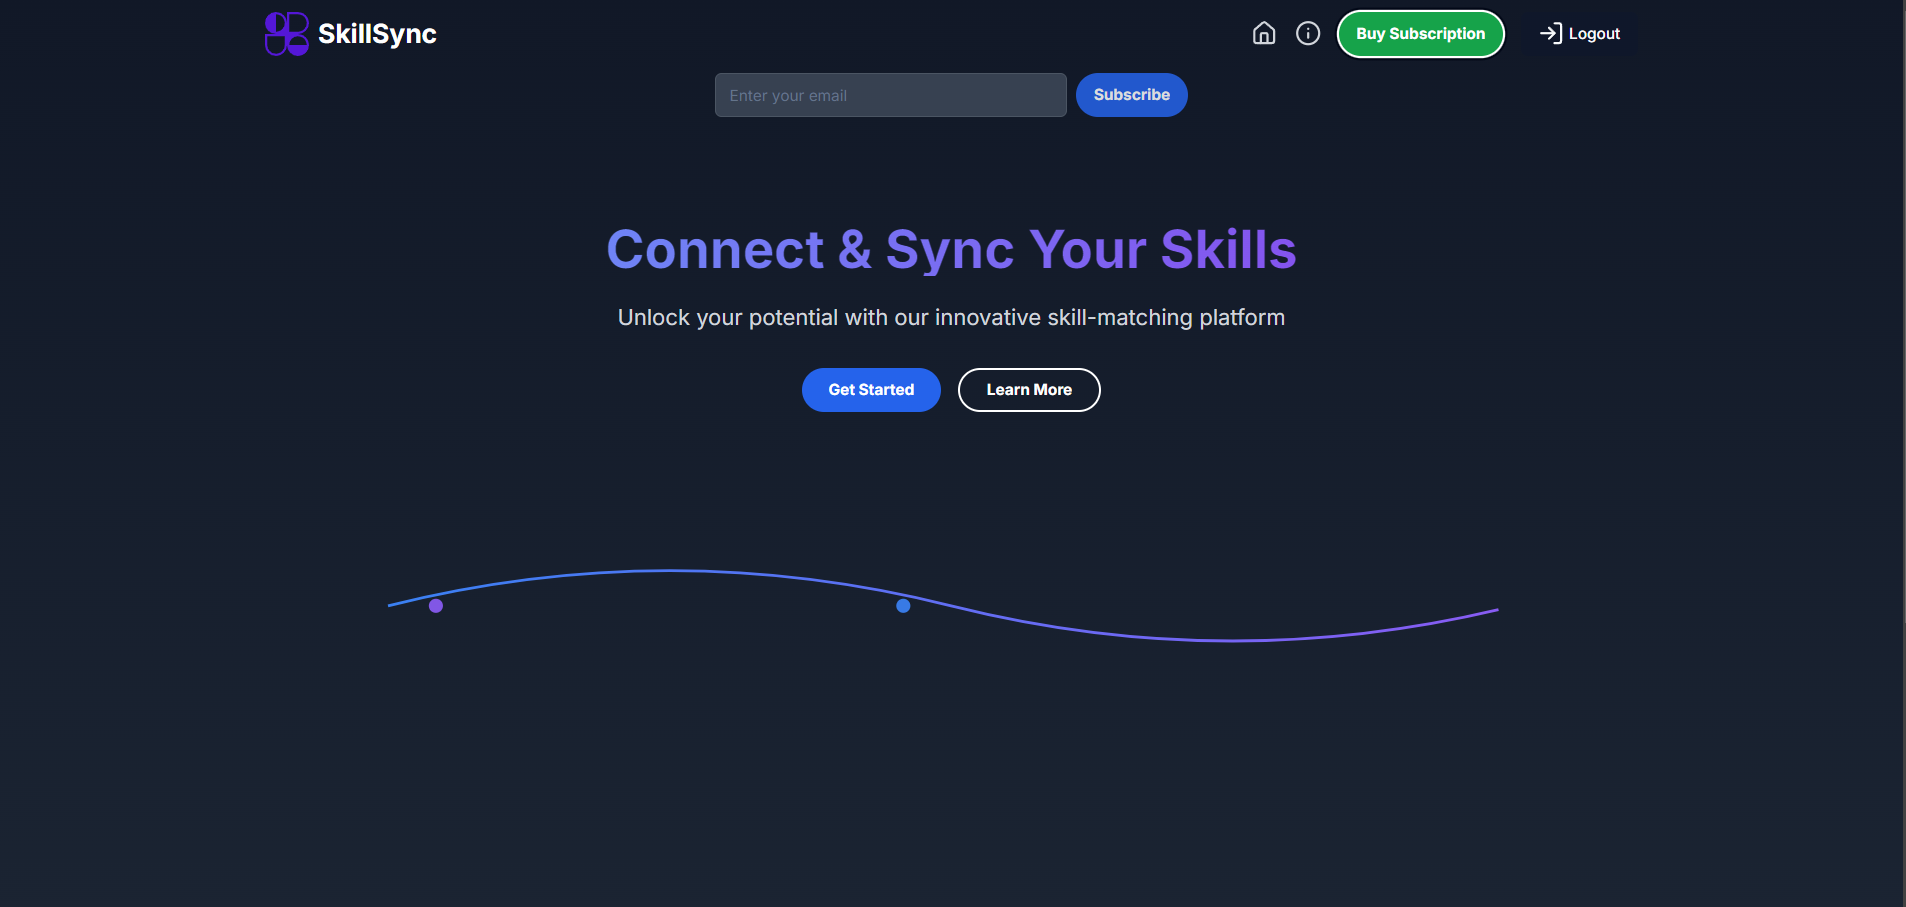 SkillSync
Buy Subscription
Logout
Enter your email
Subscribe
Connect & Sync Your Skills
Unlock your potential with our innovative skill-matching platform
Get Started
Learn More